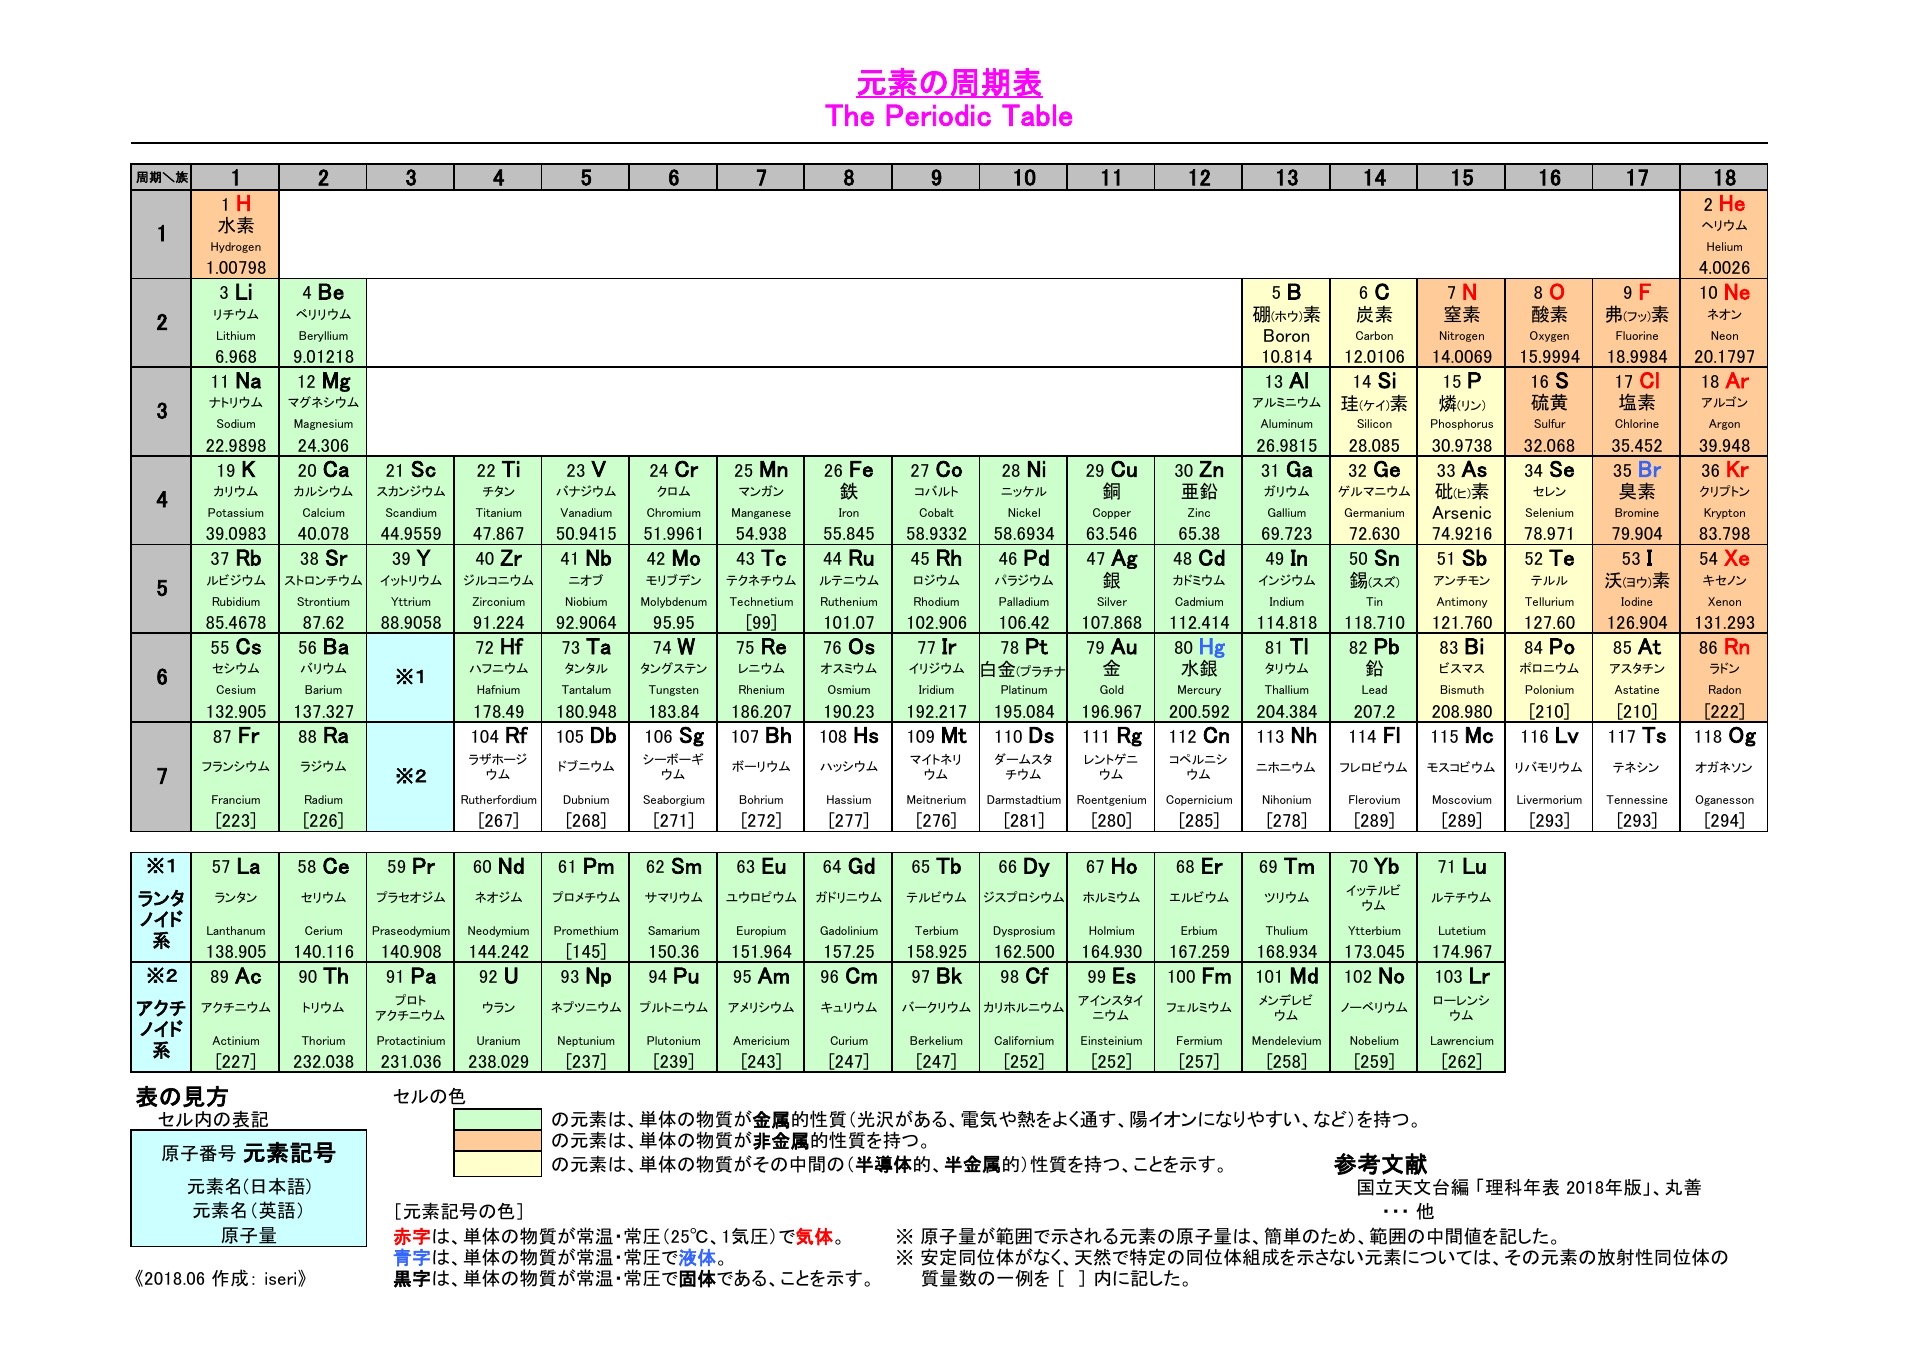 元素の周期表
The Periodic Table
周期＼族 1 2 3 4 5 6 7 8 9 10 11 12 13 14 15 16 17 18
1 H 2 He
水素 ヘリウム
1
Hydrogen Helium
1.00798 4.0026
3 Li 4 Be 5 B 6 C 7 N 8 O 9 F 10 Ne
リチウム ベリリウム 硼(ホウ)素 炭素 窒素 酸素 弗(フッ)素 ネオン
2
Lithium Beryllium Boron Carbon Nitrogen Oxygen Fluorine Neon
6.968 9.01218 10.814 12.0106 14.0069 15.9994 18.9984 20.1797
11 Na 12 Mg 13 Al 14 Si 15 P 16 S 17 Cl 18 Ar
ナトリウム マグネシウム アルミニウム 珪(ケイ)素 燐(リン) 硫黄 塩素 アルゴン
3
Sodium Magnesium Aluminum Silicon Phosphorus Sulfur Chlorine Argon
22.9898 24.306 26.9815 28.085 30.9738 32.068 35.452 39.948
19 K 20 Ca 21 Sc 22 Ti 23 V 24 Cr 25 Mn 26 Fe 27 Co 28 Ni 29 Cu 30 Zn 31 Ga 32 Ge 33 As 34 Se 35 Br 36 Kr
カリウム カルシウム スカンジウム チタン バナジウム クロム マンガン 鉄 コバルト ニッケル 銅 亜鉛 ガリウム ゲルマニウム 砒(ヒ)素 セレン 臭素 クリプトン
4
Potassium Calcium Scandium Titanium Vanadium Chromium Manganese Iron Cobalt Nickel Copper Zinc Gallium Germanium Arsenic Selenium Bromine Krypton
39.0983 40.078 44.9559 47.867 50.9415 51.9961 54.938 55.845 58.9332 58.6934 63.546 65.38 69.723 72.630 74.9216 78.971 79.904 83.798
37 Rb 38 Sr 39 Y 40 Zr 41 Nb 42 Mo 43 Tc 44 Ru 45 Rh 46 Pd 47 Ag 48 Cd 49 In 50 Sn 51 Sb 52 Te 53 I 54 Xe
ルビジウム ストロンチウム イットリウム ジルコニウム ニオブ モリブデン テクネチウム ルテニウム ロジウム パラジウム 銀 カドミウム インジウム 錫(スズ) アンチモン テルル 沃(ヨウ)素 キセノン
5
Rubidium Strontium Yttrium Zirconium Niobium Molybdenum Technetium Ruthenium Rhodium Palladium Silver Cadmium Indium Tin Antimony Tellurium Iodine Xenon
85.4678 87.62 88.9058 91.224 92.9064 95.95 [99] 101.07 102.906 106.42 107.868 112.414 114.818 118.710 121.760 127.60 126.904 131.293
55 Cs 56 Ba 72 Hf 73 Ta 74 W 75 Re 76 Os 77 Ir 78 Pt 79 Au 80 Hg 81 Tl 82 Pb 83 Bi 84 Po 85 At 86 Rn
セシウム バリウム ハフニウム タンタル タングステン レニウム オスミウム イリジウム 白金(プラチナ 金 水銀 タリウム 鉛 ビスマス ポロニウム アスタチン ラドン
6 ※1
Cesium Barium Hafnium Tantalum Tungsten Rhenium Osmium Iridium Platinum Gold Mercury Thallium Lead Bismuth Polonium Astatine Radon
132.905 137.327 178.49 180.948 183.84 186.207 190.23 192.217 195.084 196.967 200.592 204.384 207.2 208.980 [210] [210] [222]
87 Fr 88 Ra 104 Rf 105 Db 106 Sg 107 Bh 108 Hs 109 Mt 110 Ds 111 Rg 112 Cn 113 Nh 114 Fl 115 Mc 116 Lv 117 Ts 118 Og
フランシウム ラジウム ラザホージウム ドブニウム シーボーギウム ボーリウム ハッシウム マイトネリウム ダームスタチウム レントゲニウム コペルニシウム ニホニウム フレロビウム モスコビウム リバモリウム テネシン オガネソン
7 ※2
Francium Radium Rutherfordium Dubnium Seaborgium Bohrium Hassium Meitnerium Darmstadtium Roentgenium Copernicium Nihonium Flerovium Moscovium Livermorium Tennessine Oganesson
[223] [226] [267] [268] [271] [272] [277] [276] [281] [280] [285] [278] [289] [289] [293] [293] [294]
※1 57 La 58 Ce 59 Pr 60 Nd 61 Pm 62 Sm 63 Eu 64 Gd 65 Tb 66 Dy 67 Ho 68 Er 69 Tm 70 Yb 71 Lu
ランタノイド系 ランタン セリウム プラセオジム ネオジム プロメチウム サマリウム ユウロピウム ガドリニウム テルビウム ジスプロシウム ホルミウム エルビウム ツリウム イッテルビウム ルテチウム
Lanthanum Cerium Praseodymium Neodymium Promethium Samarium Europium Gadolinium Terbium Dysprosium Holmium Erbium Thulium Ytterbium Lutetium
138.905 140.116 140.908 144.242 [145] 150.36 151.964 157.25 158.925 162.500 164.930 167.259 168.934 173.045 174.967
※2 89 Ac 90 Th 91 Pa 92 U 93 Np 94 Pu 95 Am 96 Cm 97 Bk 98 Cf 99 Es 100 Fm 101 Md 102 No 103 Lr
アクチノイド系 アクチニウム トリウム プロトアクチニウム ウラン ネプツニウム プルトニウム アメリシウム キュリウム バークリウム カリホルニウム アインスタイニウム フェルミウム メンデレビウム ノーベリウム ローレンシウム
Actinium Thorium Protactinium Uranium Neptunium Plutonium Americium Curium Berkelium Californium Einsteinium Fermium Mendelevium Nobelium Lawrencium
[227] 232.038 231.036 238.029 [237] [239] [243] [247] [247] [252] [252] [257] [258] [259] [262]
表の見方
セル内の表記
原子番号 元素記号
元素名(日本語)
元素名(英語)
原子量
《2018.06 作成： iseri》
セルの色
の元素は、単体の物質が金属的性質(光沢がある、電気や熱をよく通す、陽イオンになりやすい、など)を持つ。
の元素は、単体の物質が非金属的性質を持つ。
の元素は、単体の物質がその中間の(半導体的、半金属的)性質を持つ、ことを示す。
［元素記号の色］
赤字は、単体の物質が常温・常圧(25℃、1気圧)で気体。
青字は、単体の物質が常温・常圧で液体。
黒字は、単体の物質が常温・常圧で固体である、ことを示す。
参考文献
国立天文台編「理科年表 2018年版」、丸善
・・・ 他
※ 原子量が範囲で示される元素の原子量は、簡単のため、範囲の中間値を記した。
※ 安定同位体がなく、天然で特定の同位体組成を示さない元素については、その元素の放射性同位体の
質量数の一例を［ ］内に記した。